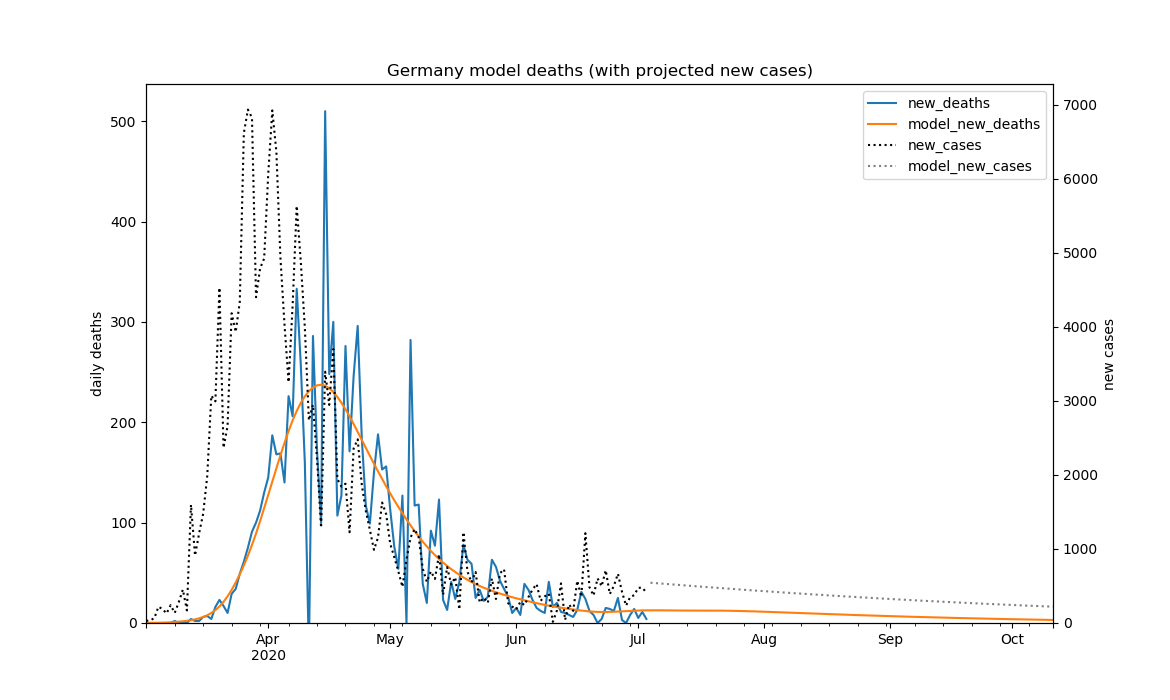 Germany model deaths (with projected new cases)
new_deaths
model_new_deaths
new_cases
model_new_cases
500
400
300
200
100
0
daily deaths
7000
6000
5000
4000
3000
2000
1000
0
new cases
Apr
2020
May
Jun
Jul
Aug
Sep
Oct